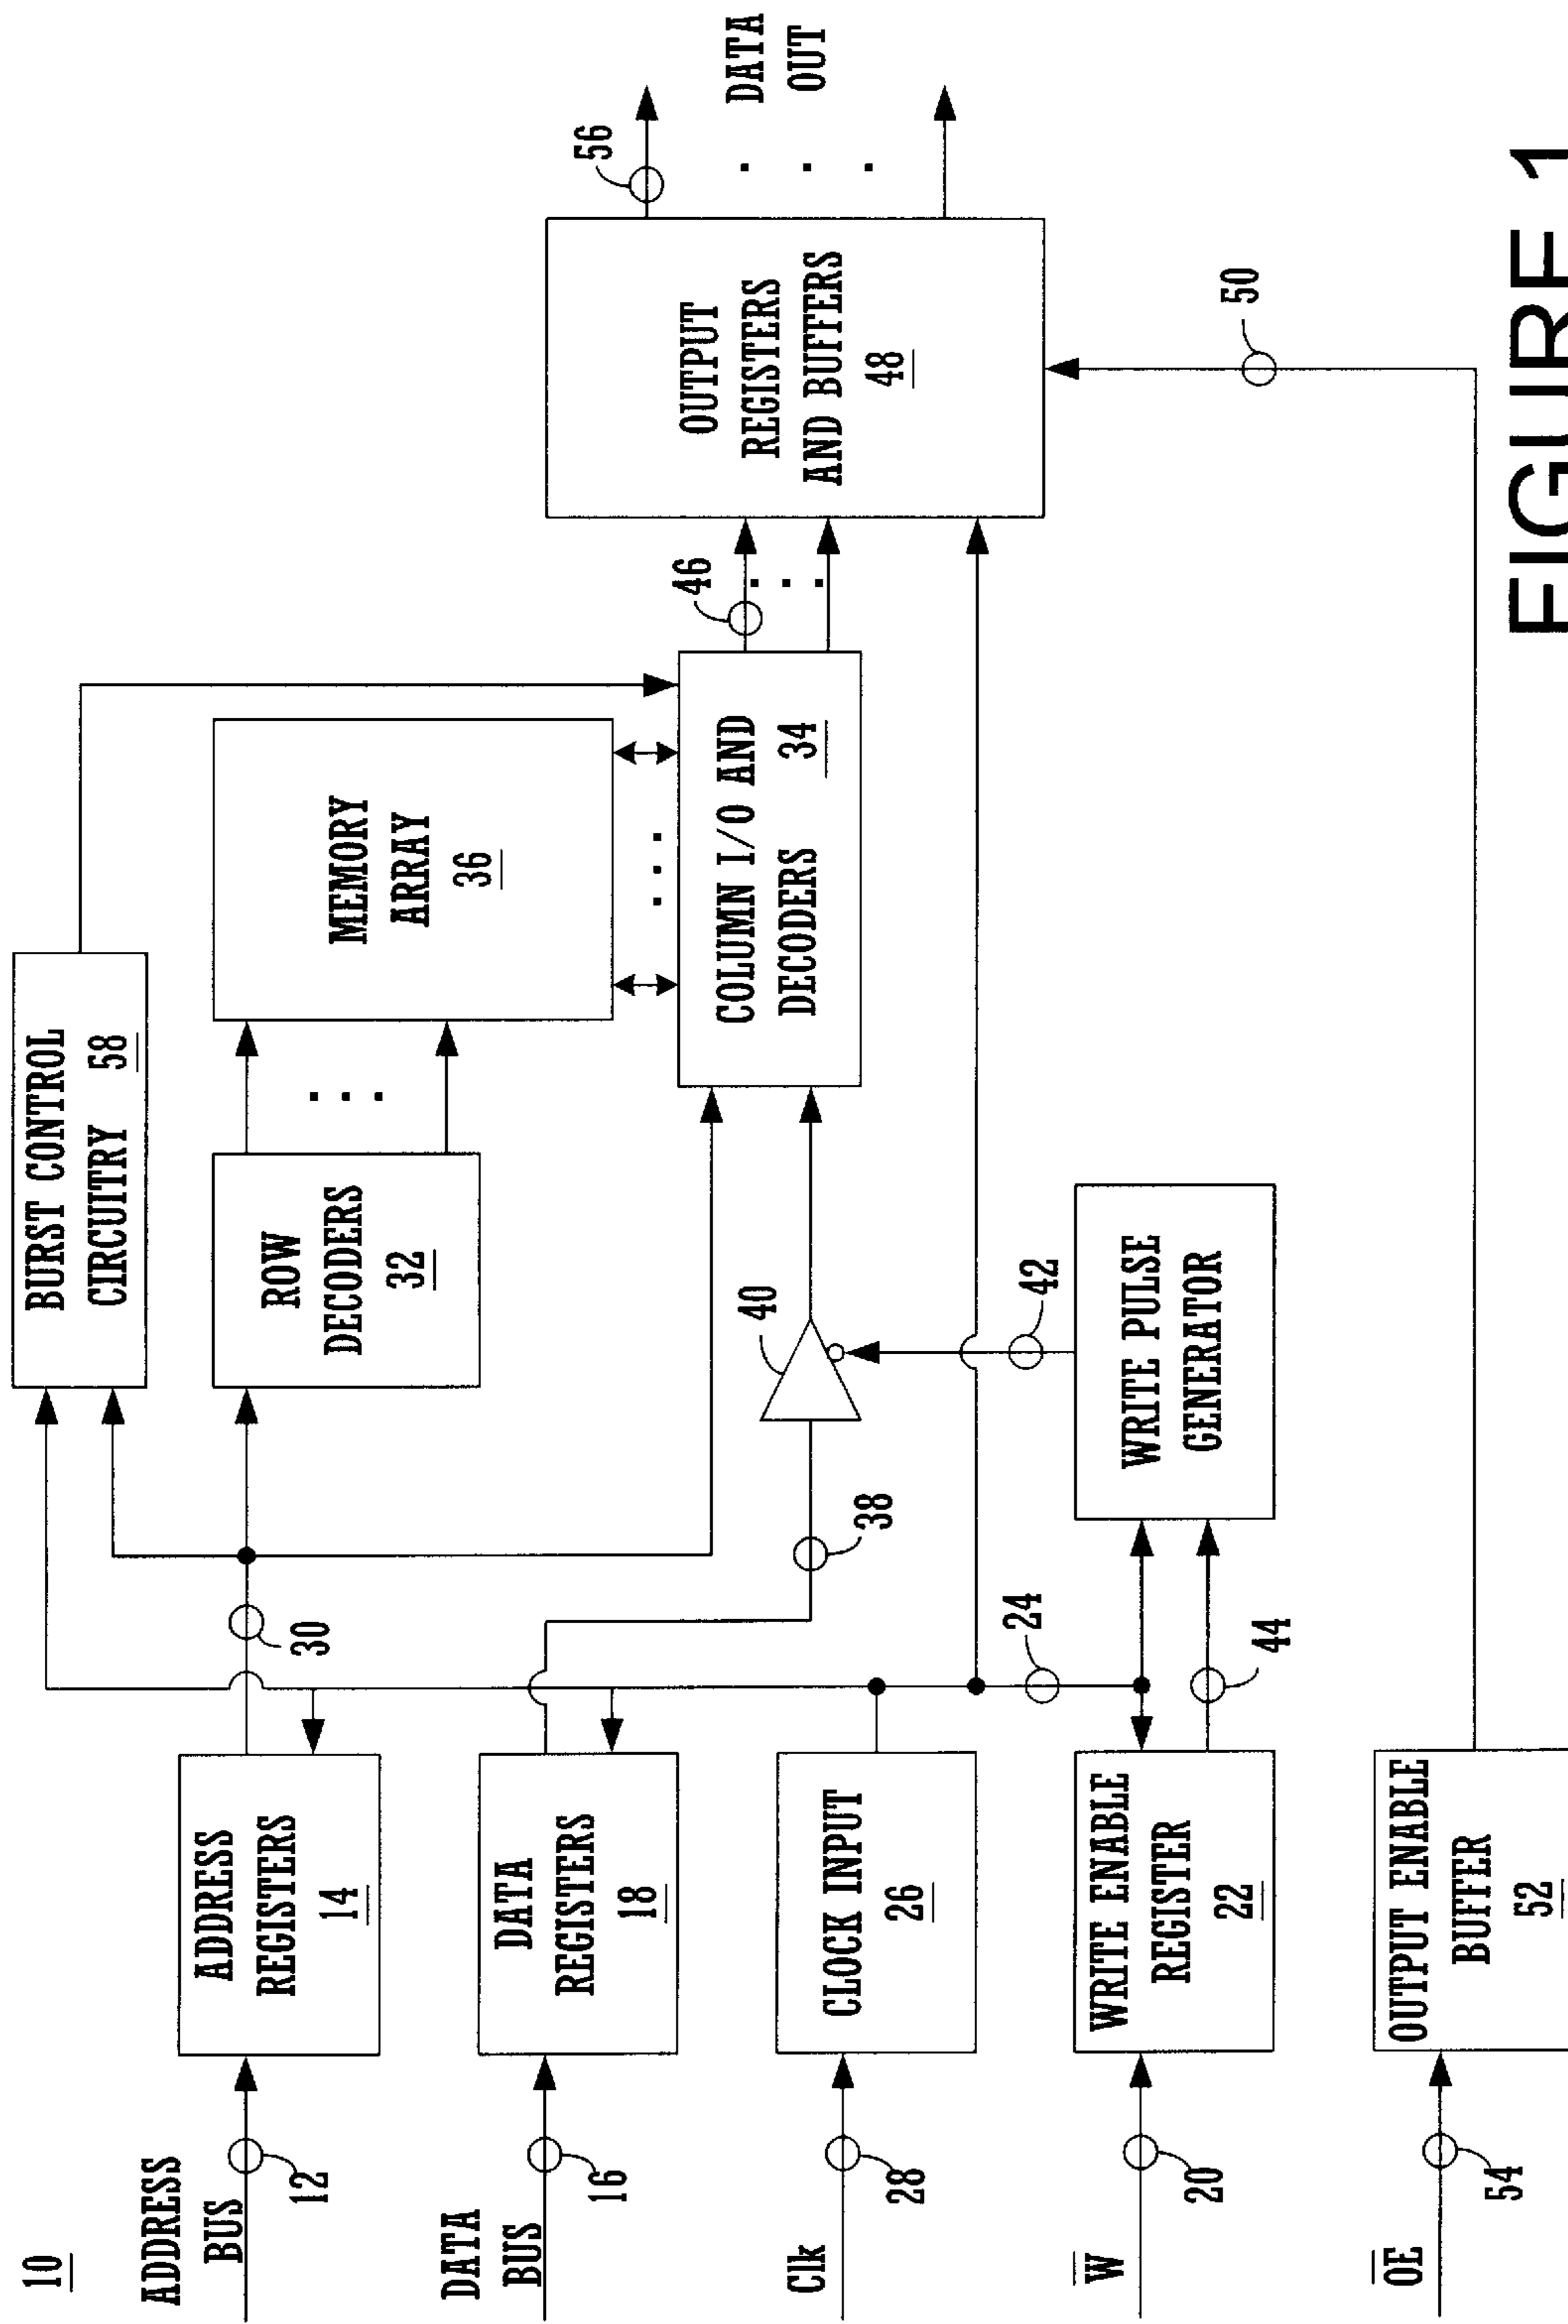 10
ADDRESS
BUS
12
ADDRESS
REGISTERS
14
30
BURST CONTROL
CIRCUITRY 58
ROW
DECODERS
32
. . .
MEMORY
ARRAY
36
. . .
DATA
BUS
16
DATA
REGISTERS
18
38
40
COLUMN I/O AND
DECODERS 34
46
. . .
OUTPUT
REGISTERS
AND BUFFERS
48
56
. . .
DATA
OUT
Clk
28
CLOCK INPUT
26
24
W̅
20
WRITE ENABLE
REGISTER
22
44
WRITE PULSE
GENERATOR
42
O̅E̅
54
OUTPUT ENABLE
BUFFER
52
50
FIGURE 1